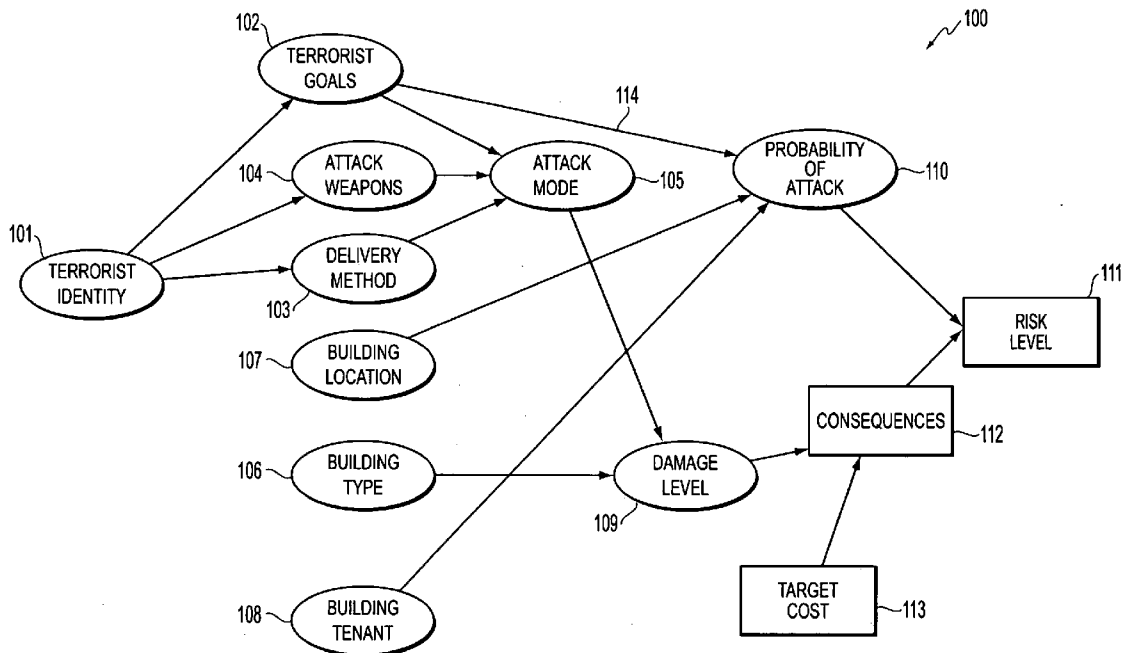 100
102
TERRORIST
GOALS
114
104
ATTACK
WEAPONS
ATTACK
MODE
105
PROBABILITY
OF
ATTACK
110
101
TERRORIST
IDENTITY
DELIVERY
METHOD
103
111
RISK
LEVEL
107
BUILDING
LOCATION
CONSEQUENCES
112
106
BUILDING
TYPE
DAMAGE
LEVEL
109
108
BUILDING
TENANT
TARGET
COST
113